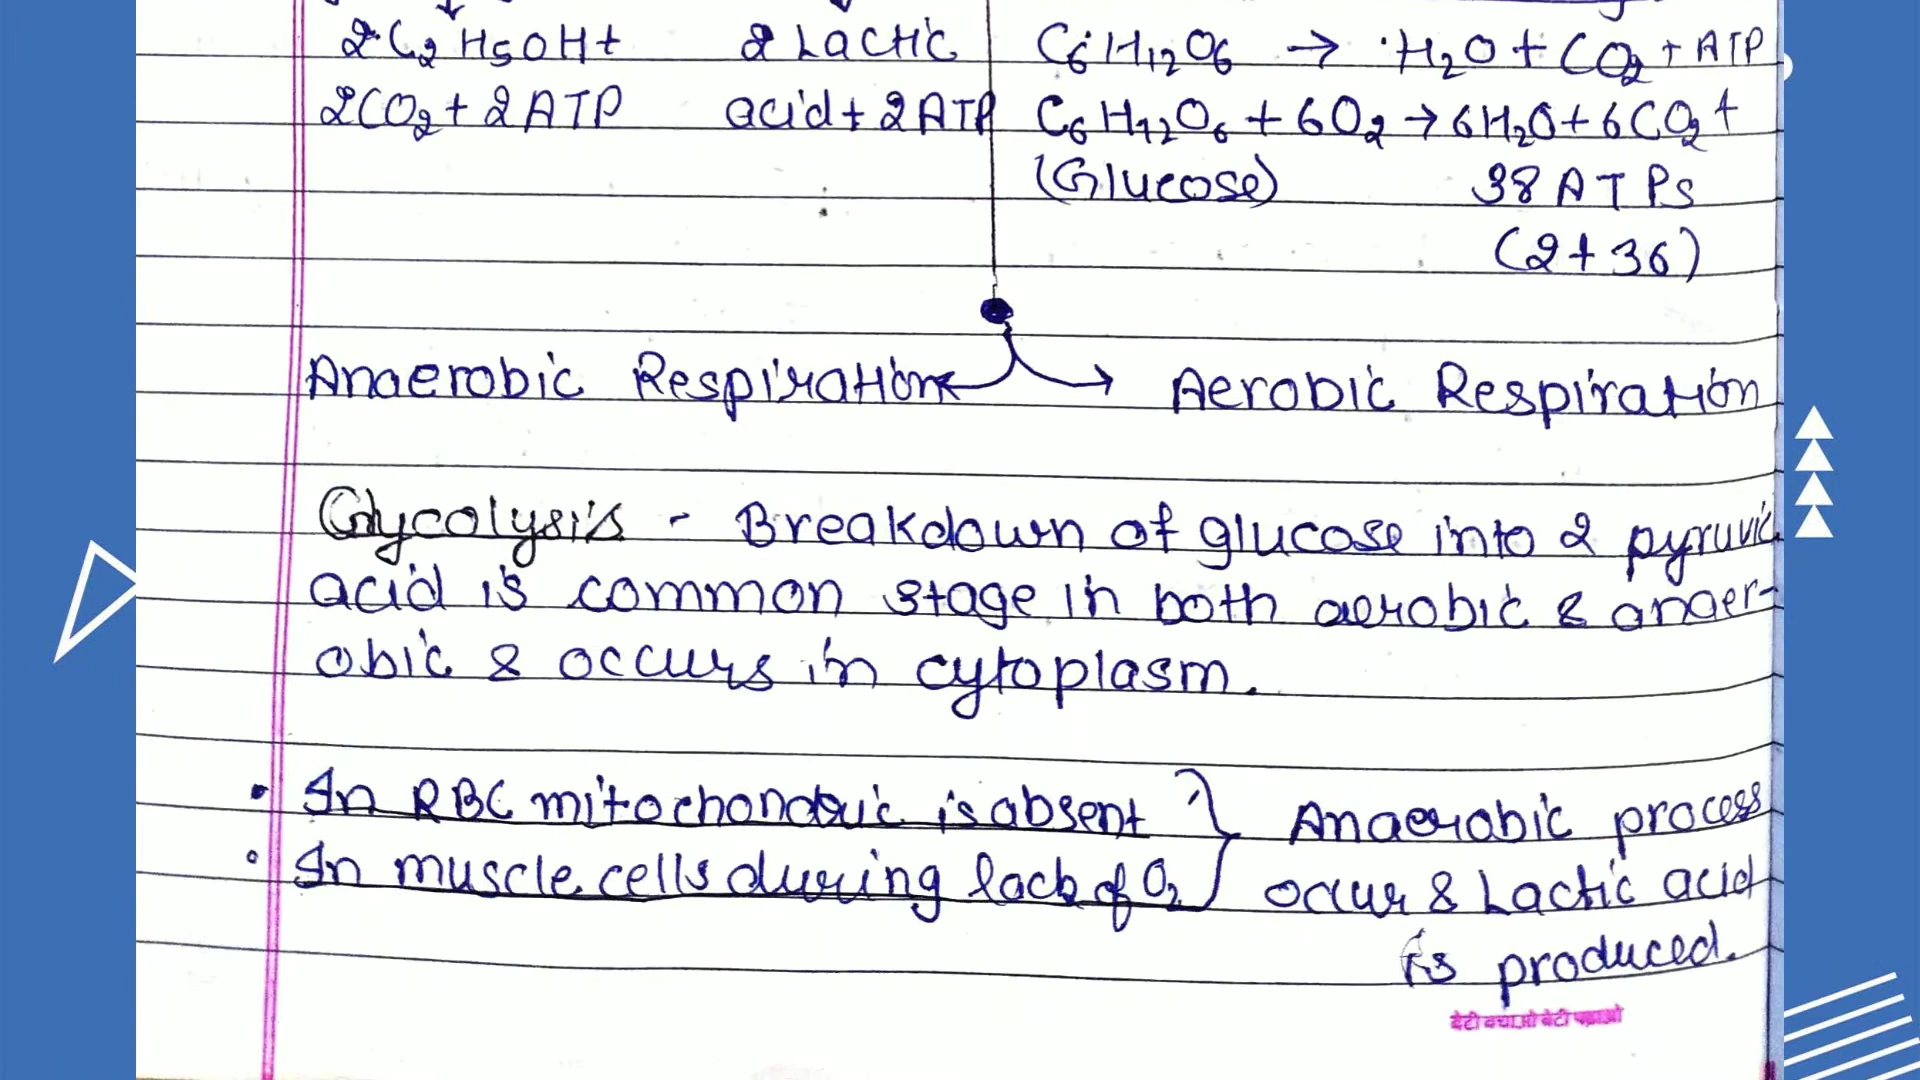 2C2H5OH+ 2 Lactic
2CO2+2ATP acid+2ATP
C6H12O6 → H2O + CO2 + ATP
C6H12O6 + 6O2 → 6H2O + 6CO2 +
(Glucose) 38 ATPs
(2+36)
Anaerobic Respiration ← → Aerobic Respiration
Glycolysis - Breakdown of glucose into 2 pyruvic
acid is common stage in both aerobic & anaer-
obic & occurs in cytoplasm.
• In RBC mitochondric is absent } Anaerobic process
• In muscle cells during lack of O2 } occur & Lactic acid
is produced.
बेटी बचाओ बेटी पढ़ाओ